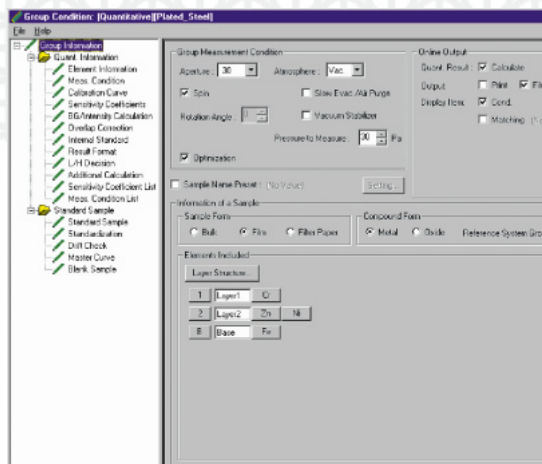 Group Condition: [Quantitative][Plated_Steel]
File Help
Group Information
Quant. Information
Element Information
Meas. Condition
Calibration Curve
Sensitivity Coefficients
BG/Intensity Calculation
Overlap Correction
Internal Standard
Result Format
L/H Decision
Additional Calculation
Sensitivity Coefficient List
Meas. Condition List
Standard Sample
Standard Sample
Standardization
Drift Check
Master Curve
Blank Sample
Group Measurement Condition
Aperture: 30 Atmosphere: Vac.
Spin Slow Evac./Air Purge
Rotation Angle: 0 Vacuum Stabilizer
Pressure to Measure: 30 Pa
Optimization
Sample Name Preset: (No Value) Setting...
Online Output
Quant. Result: Calculate
Output: Print
Display Item: Cond.
Matching
Information of a Sample
Sample Form
Bulk Film Filter Paper
Compound Form
Metal Oxide Reference System
Elements Included
Layer Structure...
1 Layer1 Cr
2 Layer2 Zn Ni
B Base Fe